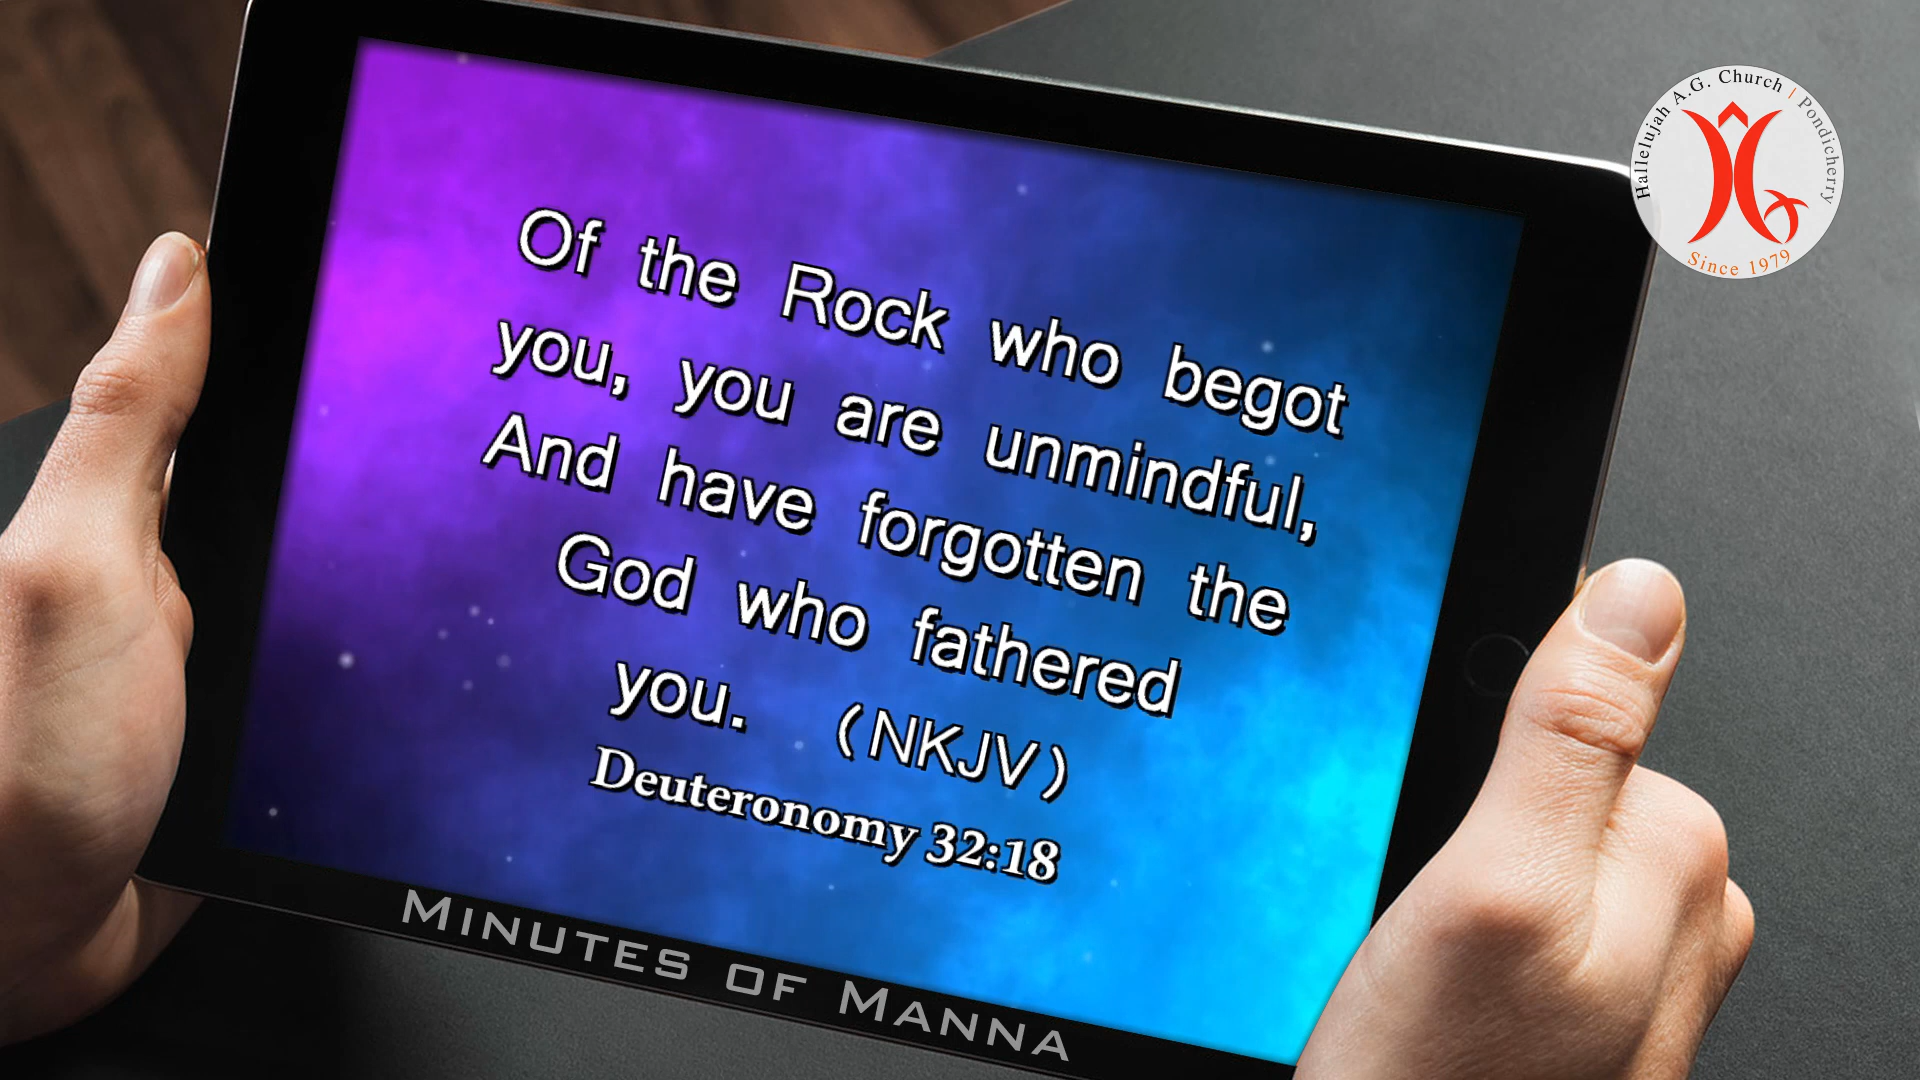 Of the Rock who begot
you, you are unmindful,
And have forgotten the
God who fathered
you. (NKJV)
Deuteronomy 32:18
MINUTES OF MANNA
Hallelujah A.G. Church | Pondicherry
Since 1979